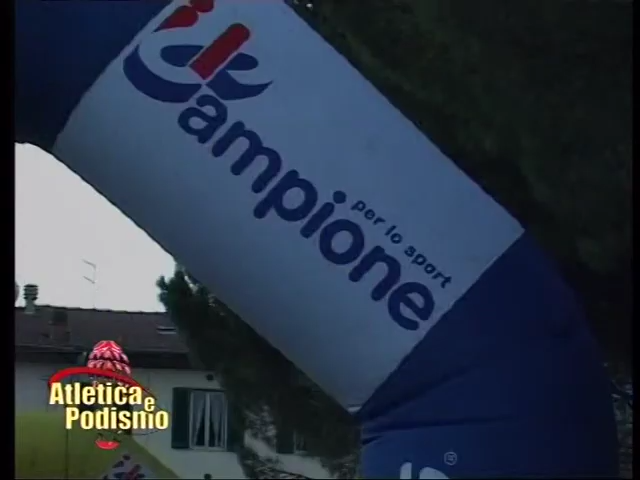 Campione
per lo sport
Atletica e
Podismo
®